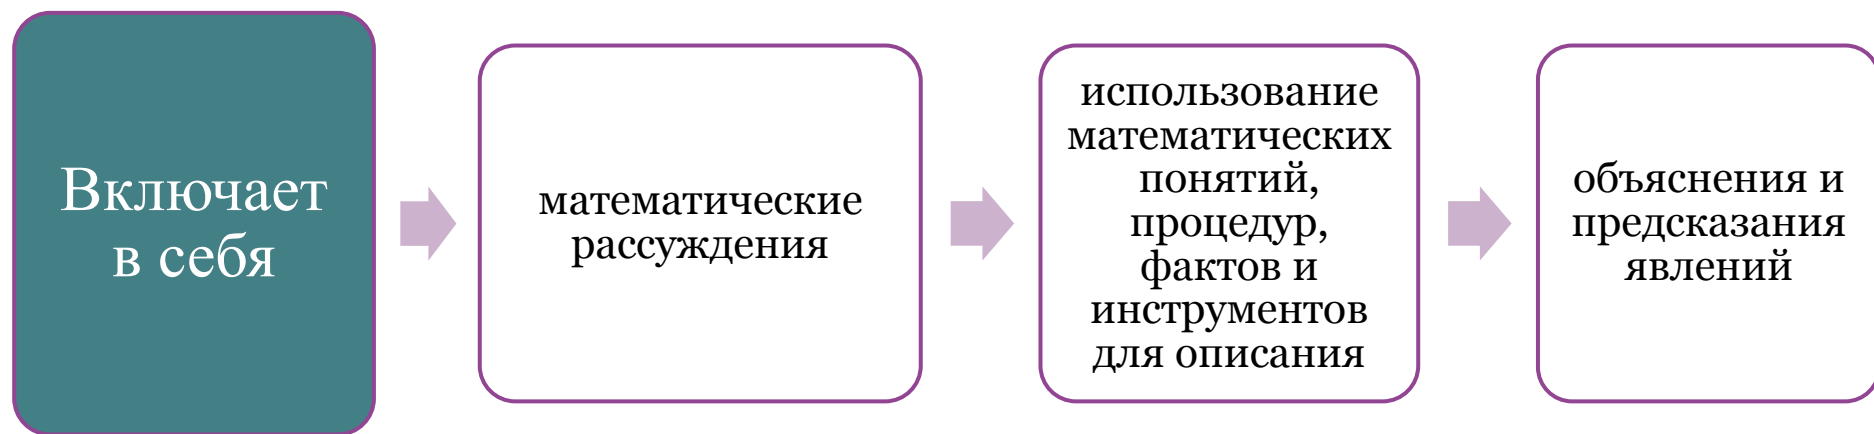 Включает
в себя
математические
рассуждения
использование
математических
понятий,
процедур,
фактов и
инструментов
для описания
объяснения и
предсказания
явлений